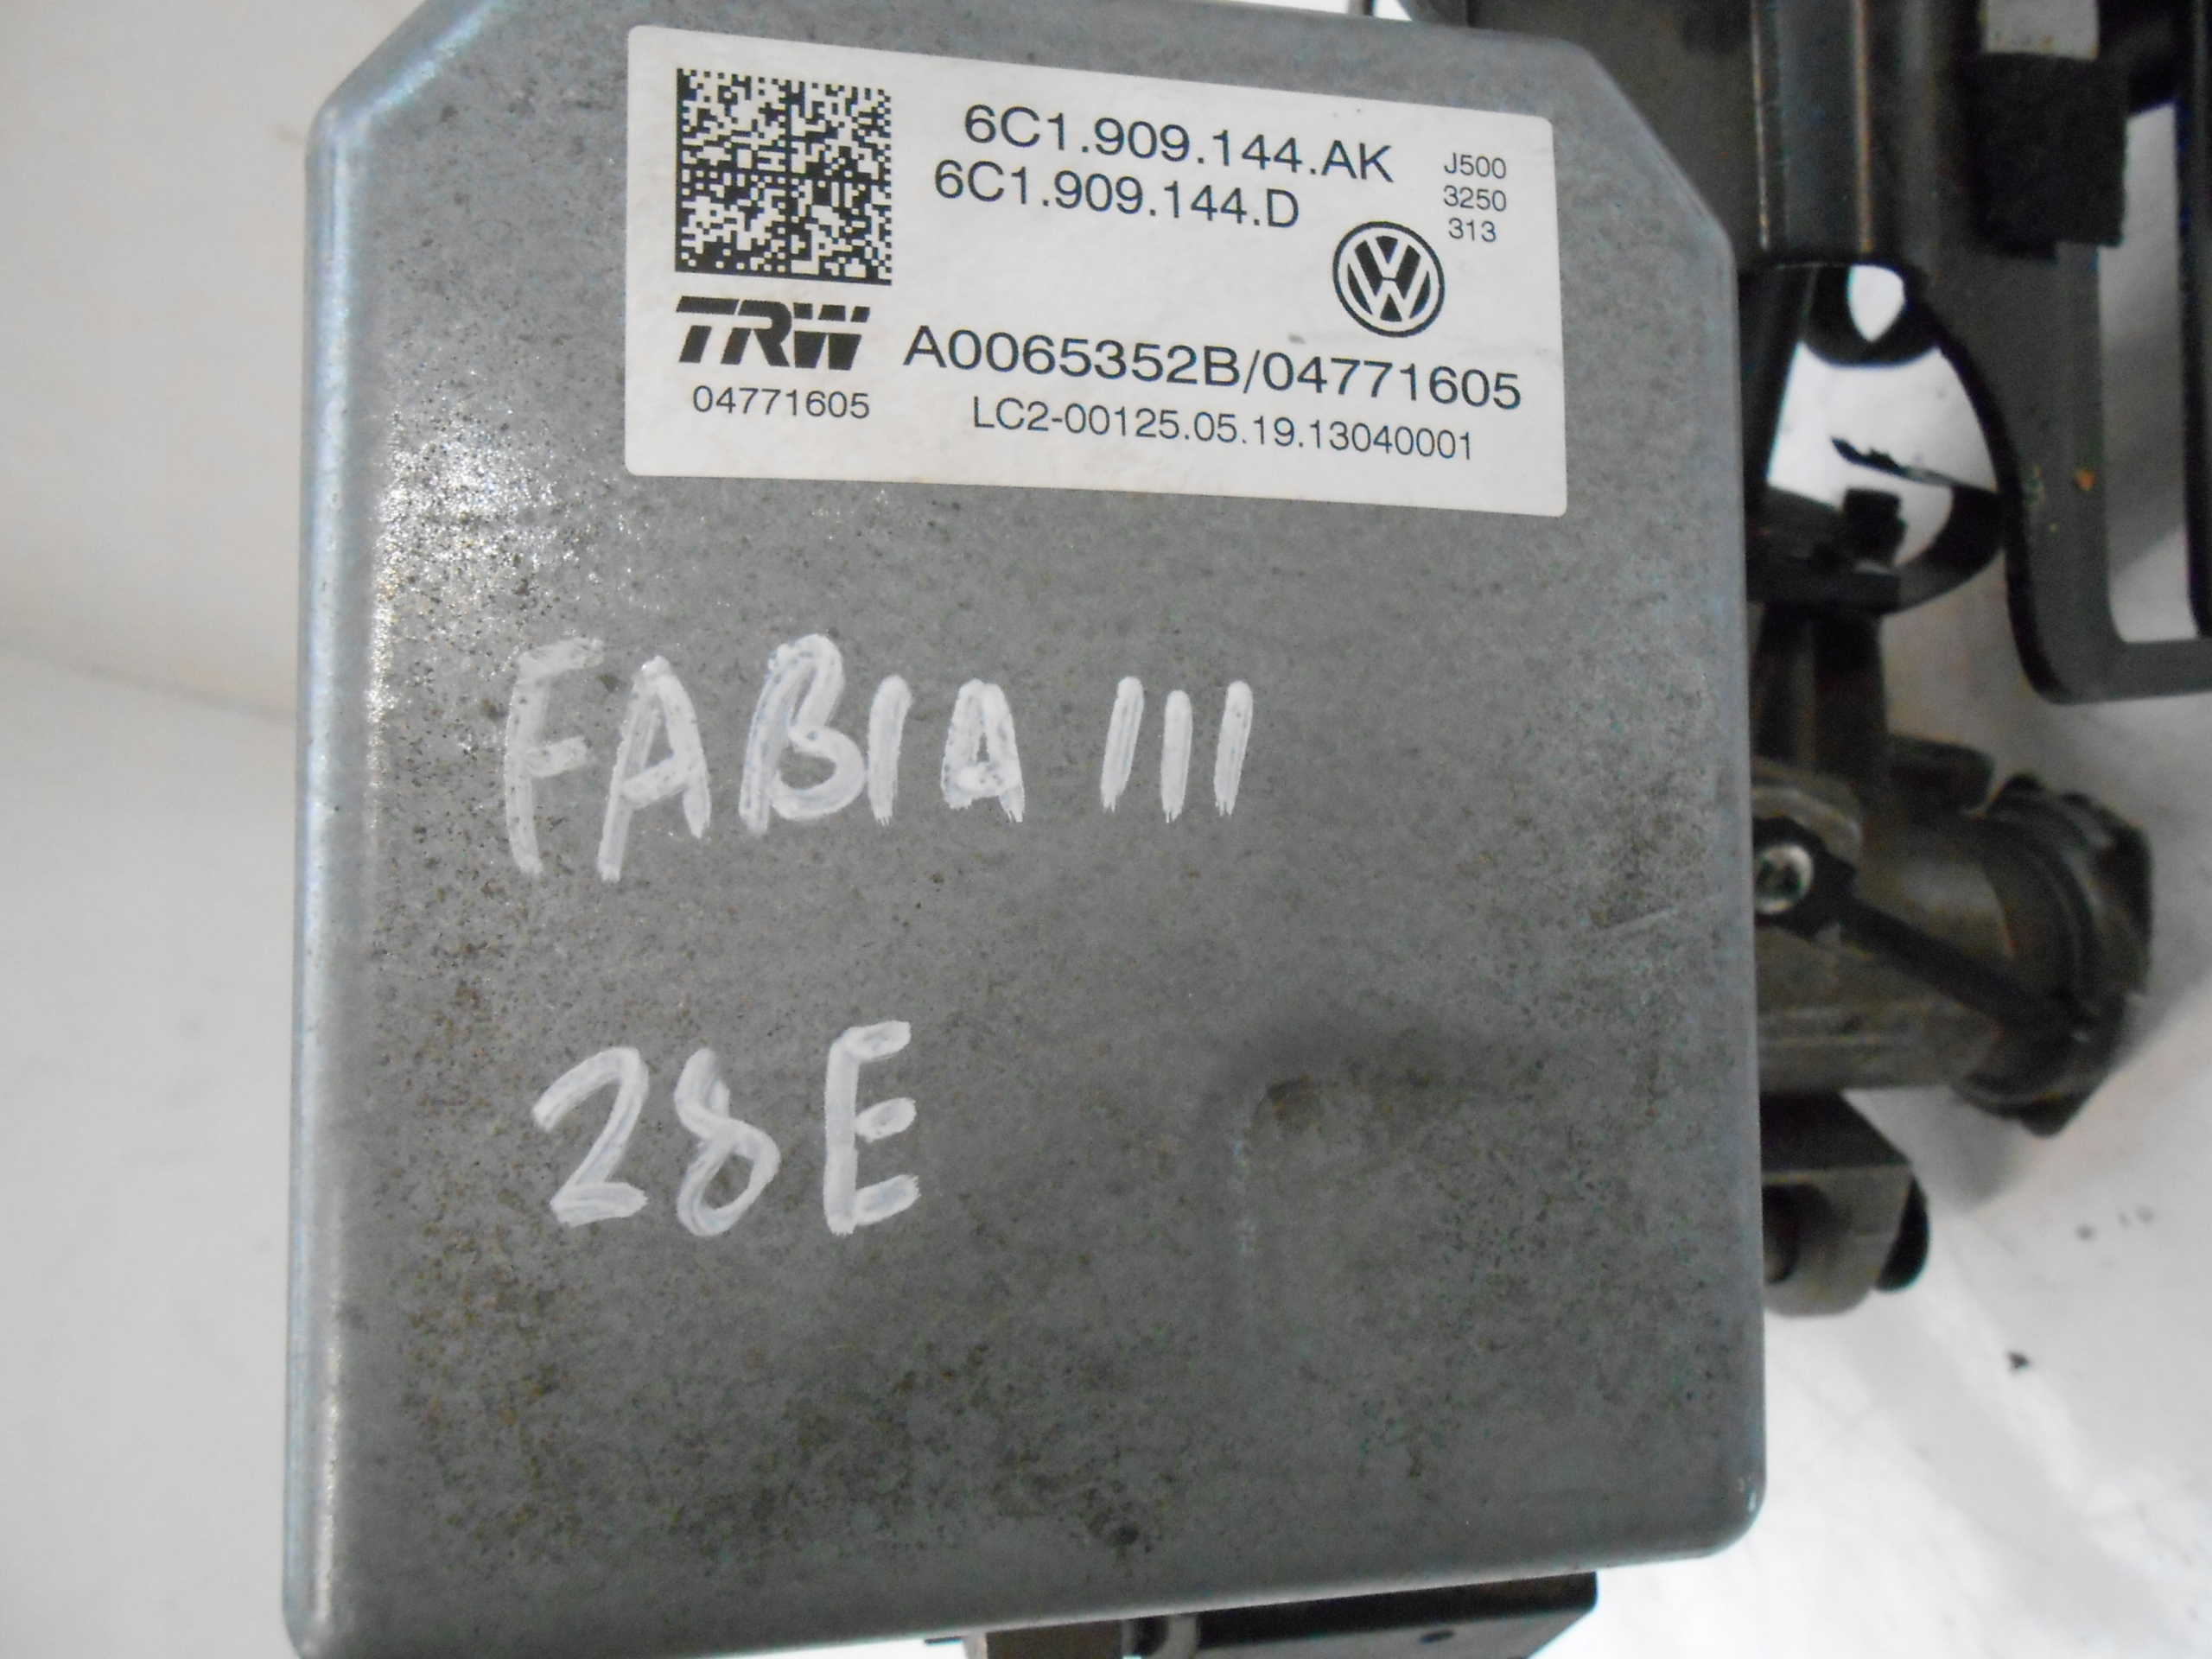 6C1.909.144.AK
6C1.909.144.D
J500
3250
313
VW
TRW
A0065352B/04771605
04771605
LC2-00125.05.19.13040001
FABIA III
28E